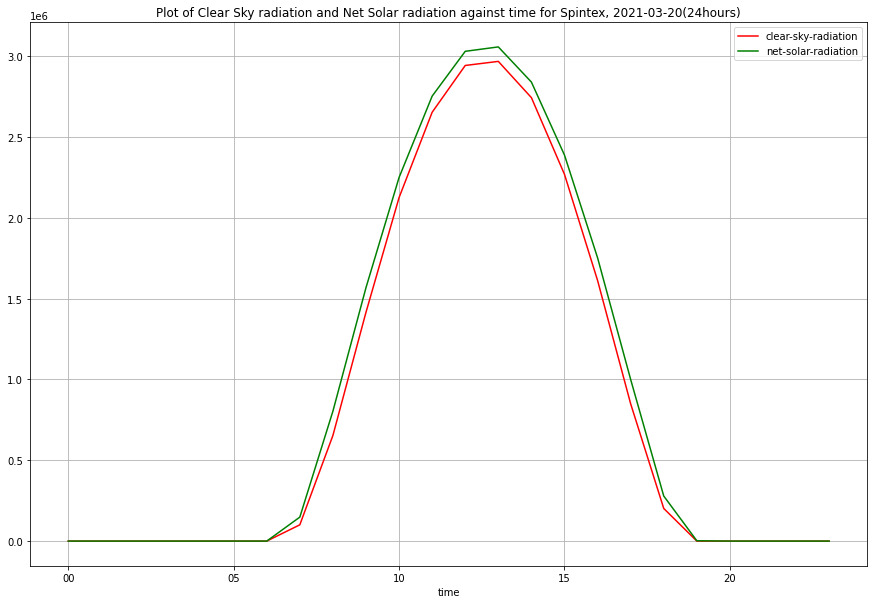 Plot of Clear Sky radiation and Net Solar radiation against time for Spintex, 2021-03-20(24hours)
1e6
clear-sky-radiation
net-solar-radiation
3.0
2.5
2.0
1.5
1.0
0.5
0.0
00 05 10 15 20
time